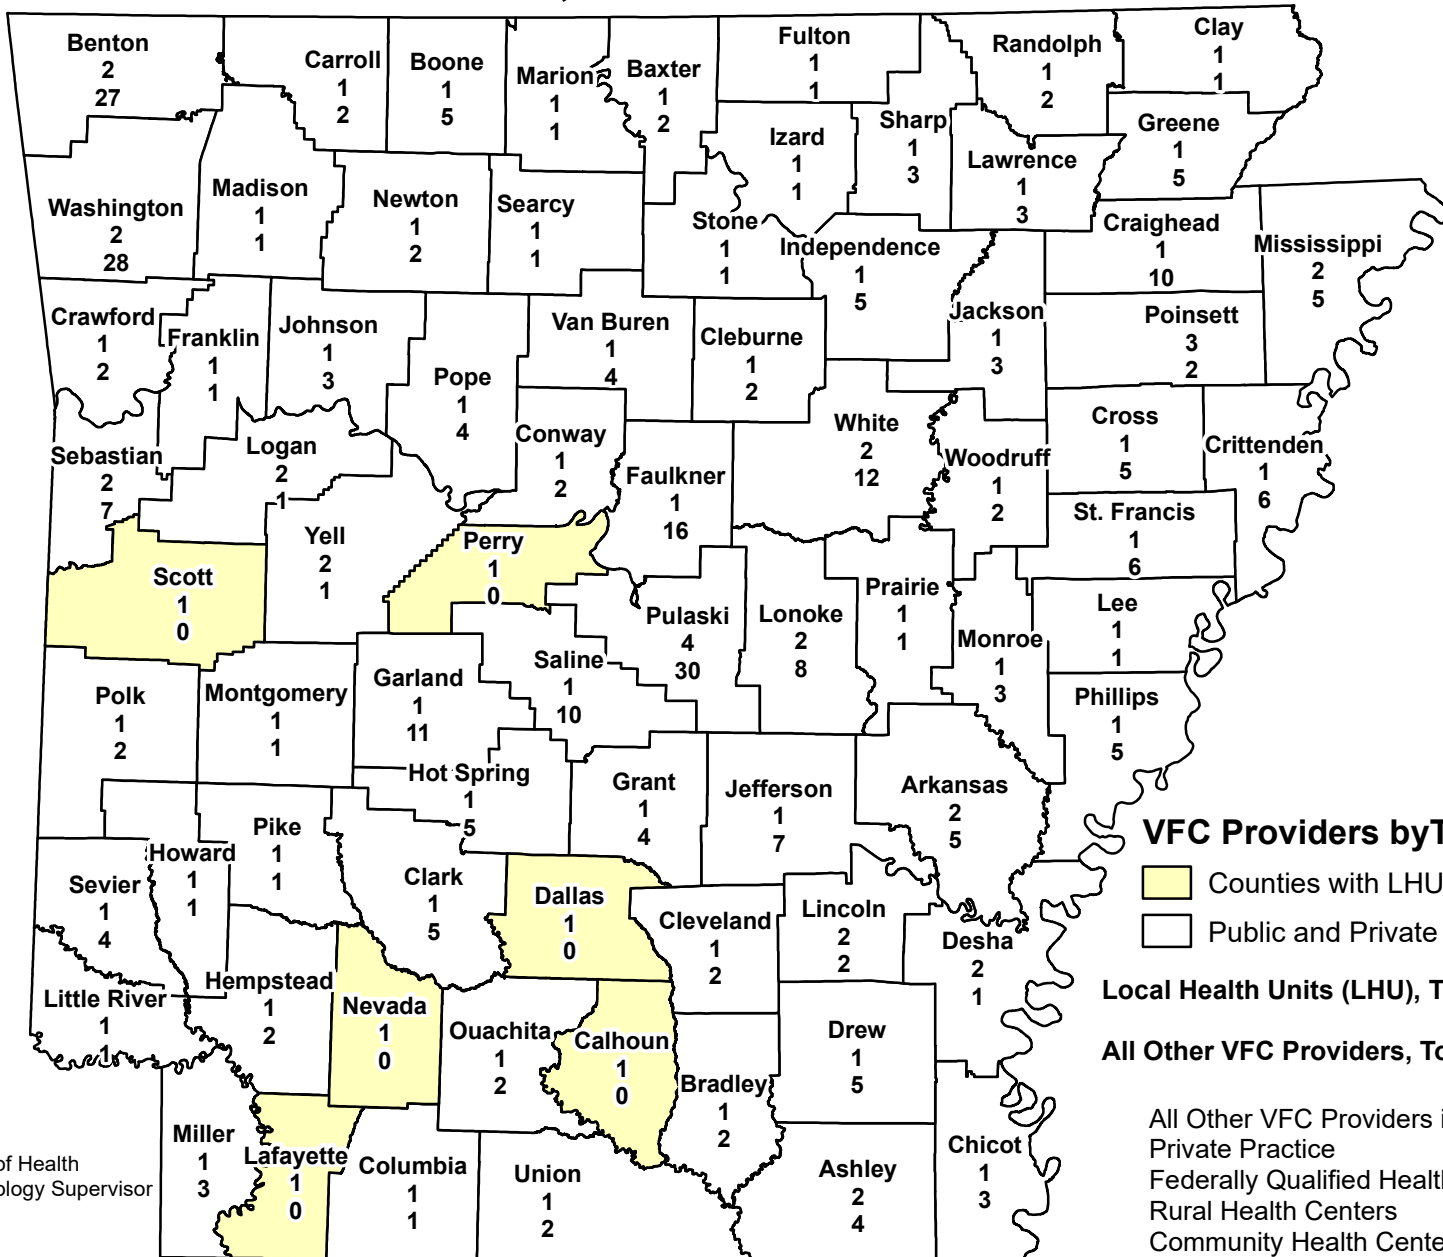 Benton
2
27
Carroll
1
2
Boone
1
5
Marion
1
1
Baxter
1
2
Fulton
1
1
Randolph
1
2
Clay
1
1
Izard
1
1
Sharp
1
3
Lawrence
1
3
Greene
1
5
Washington
2
28
Madison
1
1
Newton
1
2
Searcy
1
1
Stone
1
1
Independence
1
5
Craighead
1
10
Mississippi
2
5
Crawford
1
2
Franklin
1
1
Johnson
1
3
Pope
1
4
Van Buren
1
4
Cleburne
1
2
Jackson
1
3
Poinsett
3
2
Sebastian
2
7
Logan
2
1
Conway
1
2
Faulkner
1
16
White
2
12
Woodruff
1
2
Cross
1
5
Crittenden
1
6
St. Francis
1
6
Scott
1
0
Yell
2
1
Perry
1
0
Pulaski
4
30
Lonoke
2
8
Prairie
1
1
Monroe
1
3
Lee
1
1
Polk
1
2
Montgomery
1
1
Garland
1
11
Saline
1
10
Phillips
1
5
Hot Spring
1
5
Grant
1
4
Jefferson
1
7
Arkansas
2
5
Sevier
1
4
Howard
1
1
Pike
1
1
Clark
1
5
Dallas
1
0
Cleveland
1
2
Lincoln
2
2
Desha
2
1
Little River
1
1
Hempstead
1
2
Nevada
1
0
Ouachita
1
2
Calhoun
1
0
Bradley
1
2
Drew
1
5
Miller
1
3
Lafayette
1
0
Columbia
1
1
Union
1
2
Ashley
2
4
Chicot
1
3
VFC Providers byT
Counties with LHU
Public and Private
Local Health Units (LHU), T
All Other VFC Providers, To
All Other VFC Providers i
Private Practice
Federally Qualified Health
Rural Health Centers
Community Health Cente
of Health
ology Supervisor